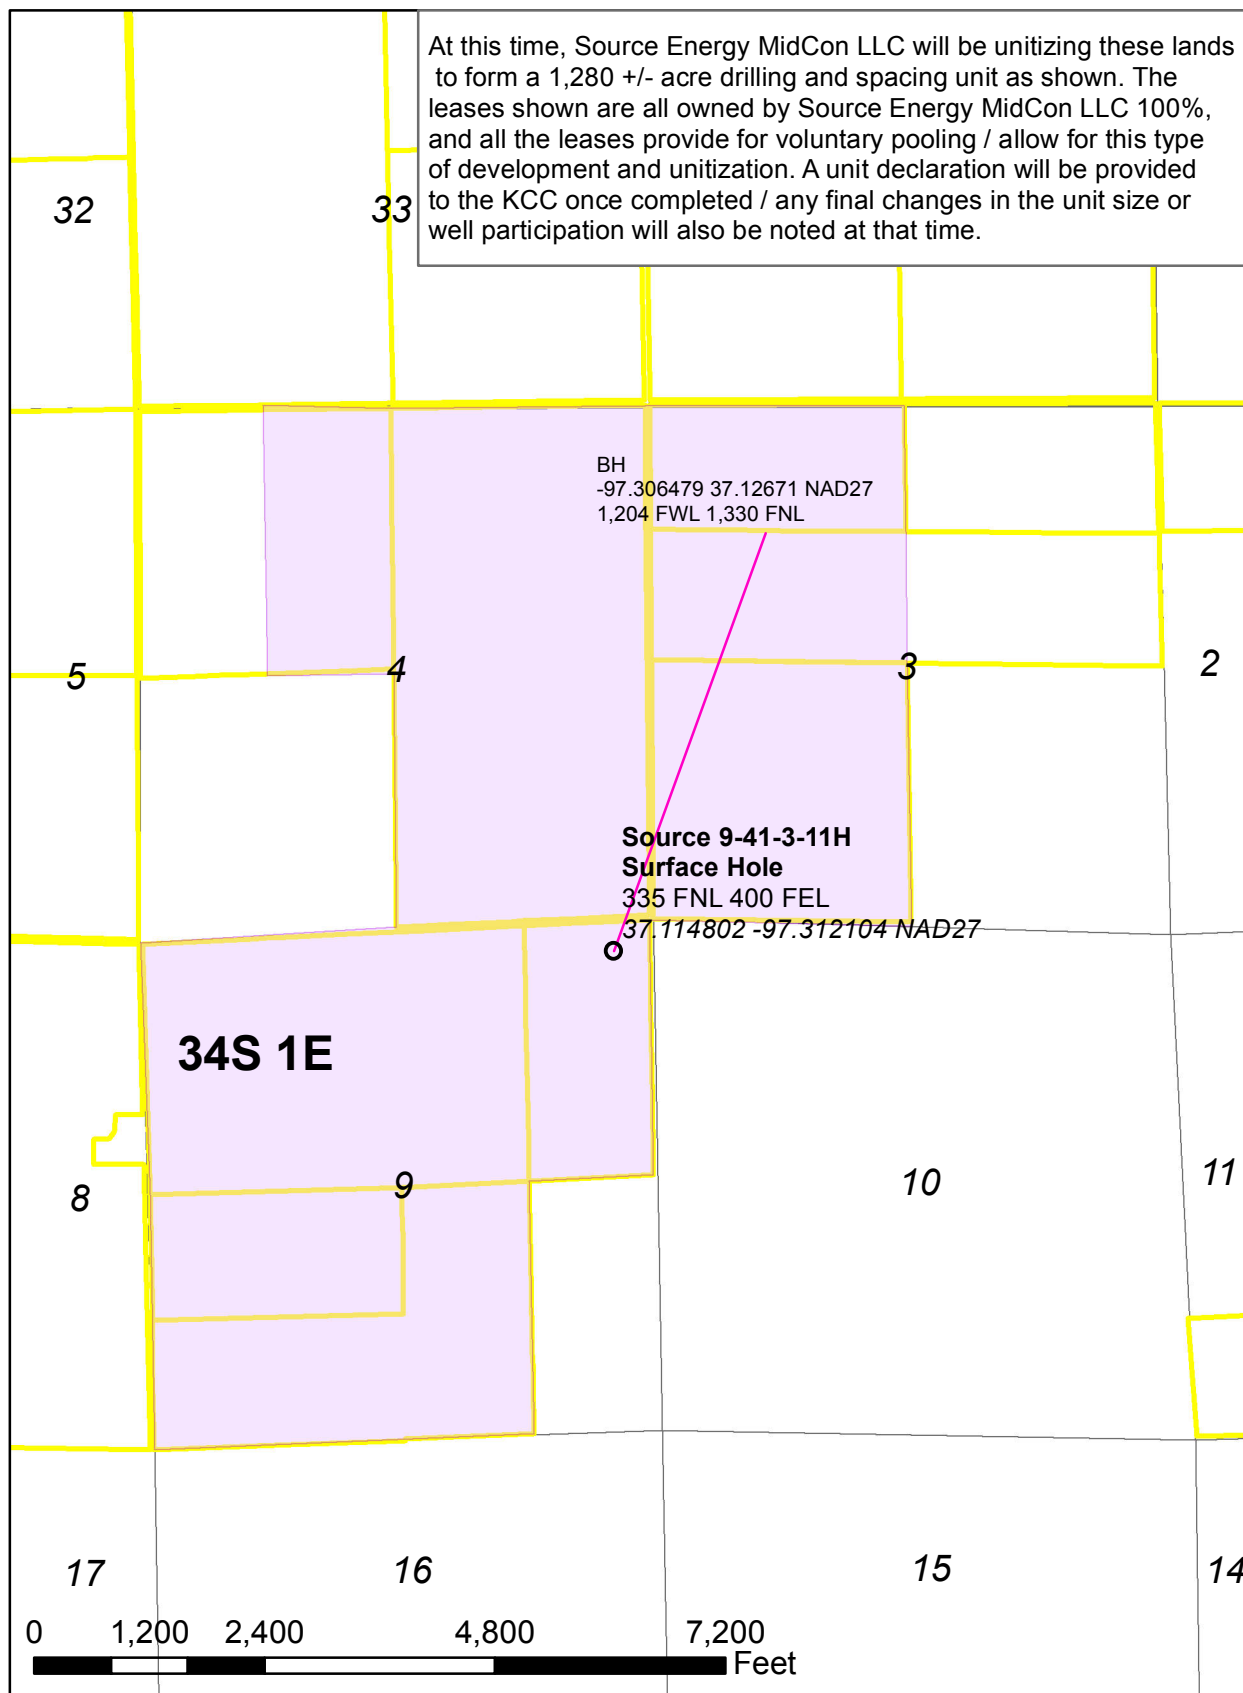 At this time, Source Energy MidCon LLC will be unitizing these lands
to form a 1,280 +/- acre drilling and spacing unit as shown. The
leases shown are all owned by Source Energy MidCon LLC 100%,
and all the leases provide for voluntary pooling / allow for this type
of development and unitization. A unit declaration will be provided
to the KCC once completed / any final changes in the unit size or
well participation will also be noted at that time.
32
33
BH
-97.306479 37.12671 NAD27
1,204 FWL 1,330 FNL
5
4
3
2
Source 9-41-3-11H
Surface Hole
335 FNL 400 FEL
37.114802 -97.312104 NAD27
34S 1E
8
9
10
11
17
16
15
14
0 1,200 2,400 4,800 7,200
Feet